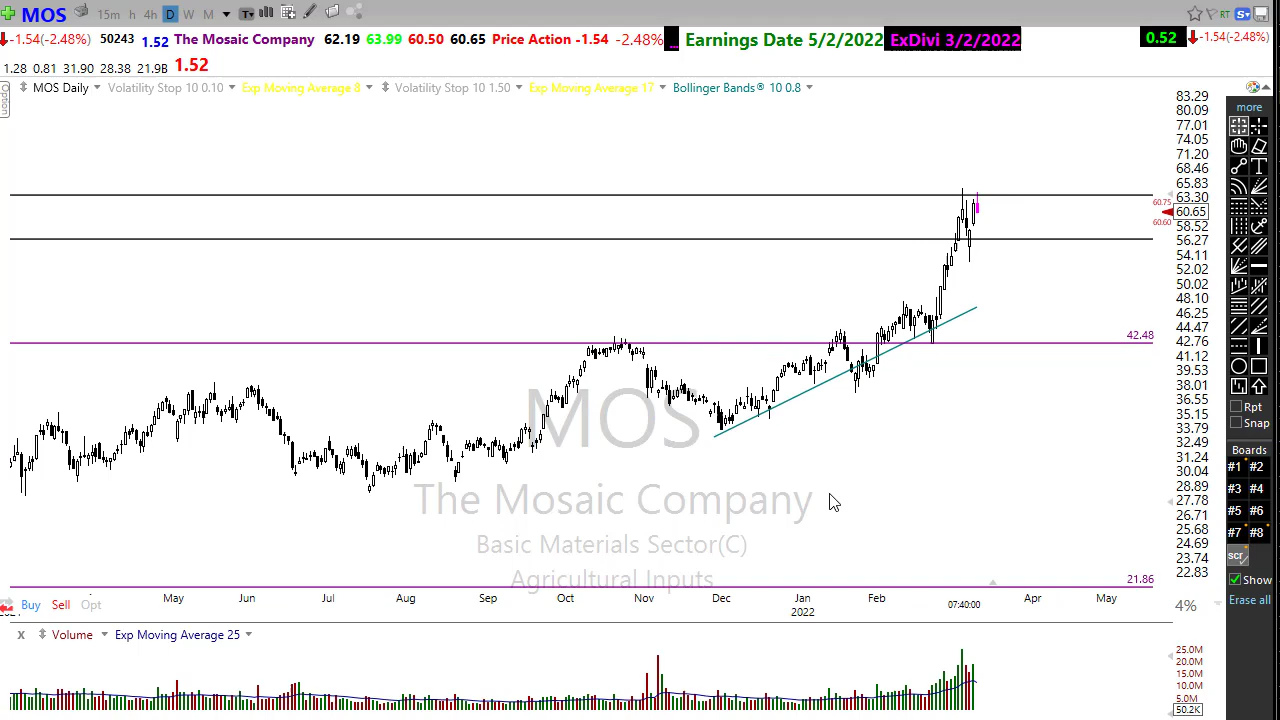 MOS 15m h 4h D W M T RT S
-1.54(-2.48%) 50243 1.52 The Mosaic Company 62.19 63.99 60.50 60.65 Price Action -1.54 -2.48% ... Earnings Date 5/2/2022 ExDivi 3/2/2022 0.52 -1.54(-2.48%)
1.28 0.81 31.90 28.38 21.9B 1.52
Option
MOS Daily Volatility Stop 10 0.10 Exp Moving Average 8 Volatility Stop 10 1.50 Exp Moving Average 17 Bollinger Bands® 10 0.8
83.29
80.09
77.01
74.05
71.20
68.46
65.83
63.30
60.75
60.65
60.60
58.52
56.27
54.11
52.02
50.02
48.10
46.25
44.47
42.48
42.76
41.12
39.53
38.01
36.55
35.15
33.79
32.49
31.24
30.04
28.89
27.78
26.71
25.68
24.69
23.74
22.83
21.86
MOS
The Mosaic Company
Basic Materials Sector(C)
Agricultural Inputs
May Jun Jul Aug Sep Oct Nov Dec Jan Feb Apr May
2022 07:40:00
Buy Sell Opt
4%
X Volume Exp Moving Average 25
25.0M
20.0M
15.0M
10.0M
5.0M
50.2K
more
T
Rpt
Snap
Boards
#1 #2
#3 #4
#5 #6
#7 #8
scr
Show
Erase all